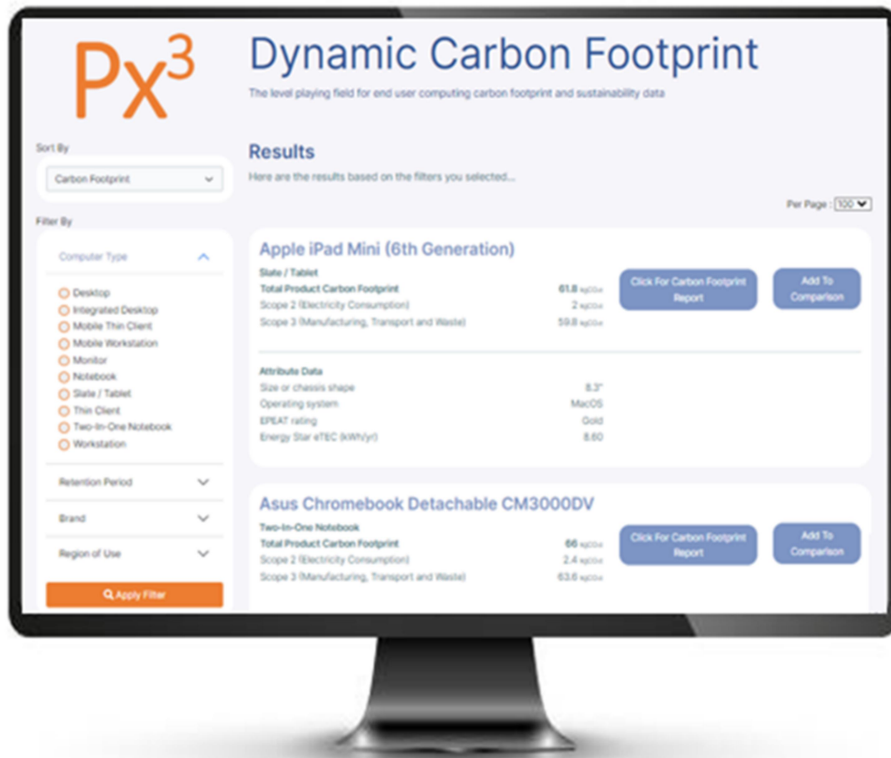 Px³
Dynamic Carbon Footprint
The level playing field for end user computing carbon footprint and sustainability data
Sort By
Carbon Footprint
Filter By
Computer Type
Desktop
Integrated Desktop
Mobile Thin Client
Mobile Workstation
Monitor
Notebook
Slate / Tablet
Thin Client
Two-In-One Notebook
Workstation
Retention Period
Brand
Region of Use
Apply Filter
Results
Here are the results based on the filters you selected...
Per Page : 100
Apple iPad Mini (6th Generation)
Slate / Tablet
Total Product Carbon Footprint 61.8 kgCO2e
Scope 2 (Electricity Consumption) 2 kgCO2e
Scope 3 (Manufacturing, Transport and Waste) 59.8 kgCO2e
Click For Carbon Footprint
Report
Add To
Comparison
Attribute Data
Size or chassis shape 8.3"
Operating system MacOS
EPEAT rating Gold
Energy Star eTEC (kWh/yr) 8.60
Asus Chromebook Detachable CM3000DV
Two-In-One Notebook
Total Product Carbon Footprint 66 kgCO2e
Scope 2 (Electricity Consumption) 2.4 kgCO2e
Scope 3 (Manufacturing, Transport and Waste) 63.6 kgCO2e
Click For Carbon Footprint
Report
Add To
Comparison